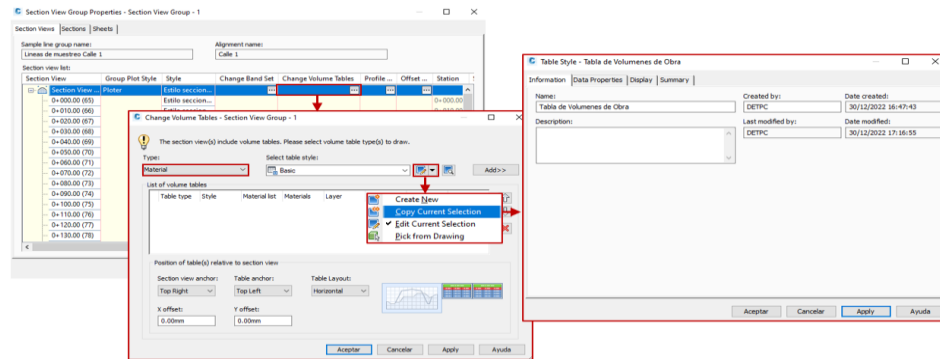 Section View Group Properties - Section View Group - 1
Section Views Sections Sheets
Sample line group name: Alignment name:
Lineas de muestreo Calle 1 Calle 1
Section view list:
Section View Group Plot Style Style Change Band Set Change Volume Tables Profile ... Offset ... Station
Section View ... Ploter Estilo seccion...
0+000.00 (65) Estilo seccion... 0+000.00
0+010.00 (66)
0+020.00 (67)
0+030.00 (68)
0+040.00 (69)
0+050.00 (70)
0+060.00 (71)
0+070.00 (72)
0+080.00 (73)
0+090.00 (74)
0+100.00 (75)
0+110.00 (76)
0+120.00 (77)
0+130.00 (78)
Change Volume Tables - Section View Group - 1
The section view(s) include volume tables. Please select volume table type(s) to draw.
Type: Select table style:
Material Basic Add>>
List of volume tables
Table type Style Material list Materials Layer
Create New
Copy Current Selection
Edit Current Selection
Pick from Drawing
Position of table(s) relative to section view
Section view anchor: Table anchor: Table Layout:
Top Right Top Left Horizontal
X offset: Y offset:
0.00mm 0.00mm
Aceptar Cancelar Apply Ayuda
Table Style - Tabla de Volumenes de Obra
Information Data Properties Display Summary
Name: Created by: Date created:
Tabla de Volumenes de Obra DETPC 30/12/2022 16:47:43
Description: Last modified by: Date modified:
DETPC 30/12/2022 17:16:55
Aceptar Cancelar Apply Ayuda